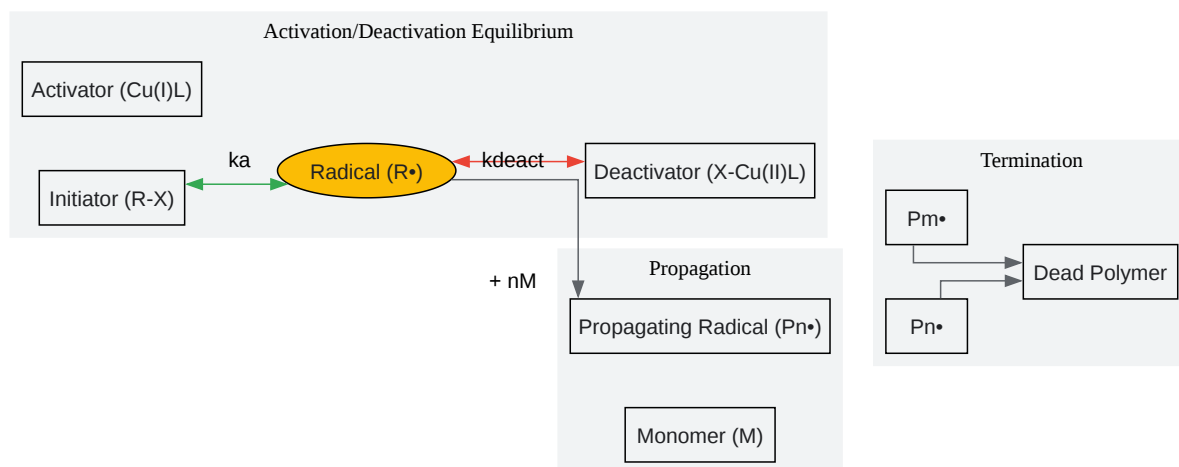 Activation/Deactivation Equilibrium
Activator (Cu(I)L)
ka
kdeact
Radical (R•)
Deactivator (X-Cu(II)L)
Initiator (R-X)
+ nM
Propagation
Propagating Radical (Pn•)
Monomer (M)
Termination
Pm•
Dead Polymer
Pn•